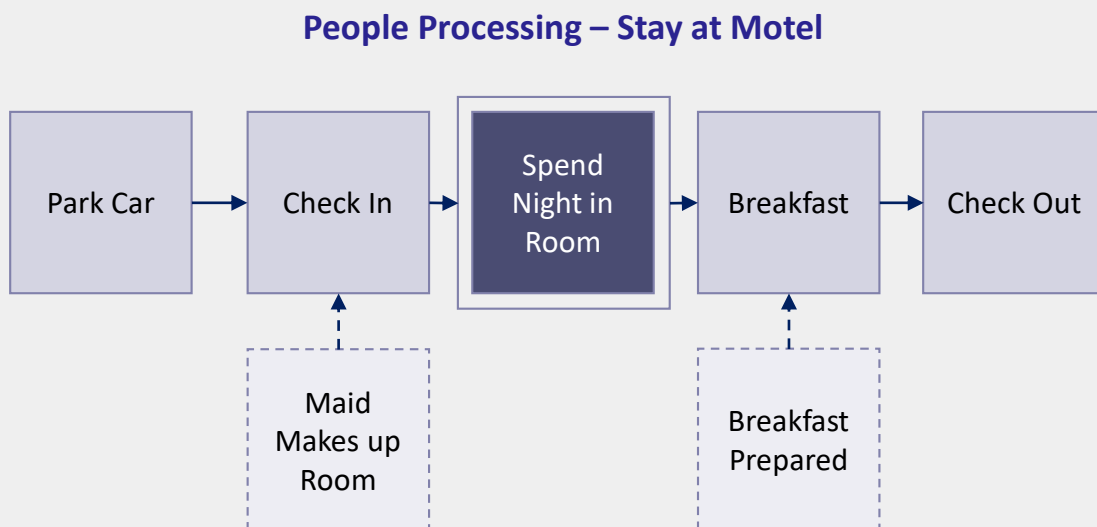 People Processing – Stay at Motel
Park Car
Check In
Spend
Night in
Room
Breakfast
Check Out
Maid
Makes up
Room
Breakfast
Prepared